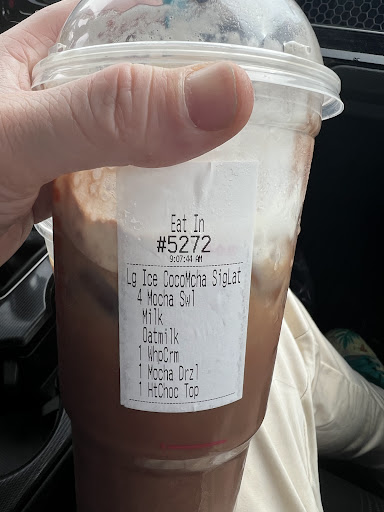 Eat In
#5272
9:07:44 AM
Lg Ice CocoMcha SigLat
4 Mocha Swl
Milk
Oatmilk
1 WhpCrm
1 Mocha Drzl
1 HtChoc Top